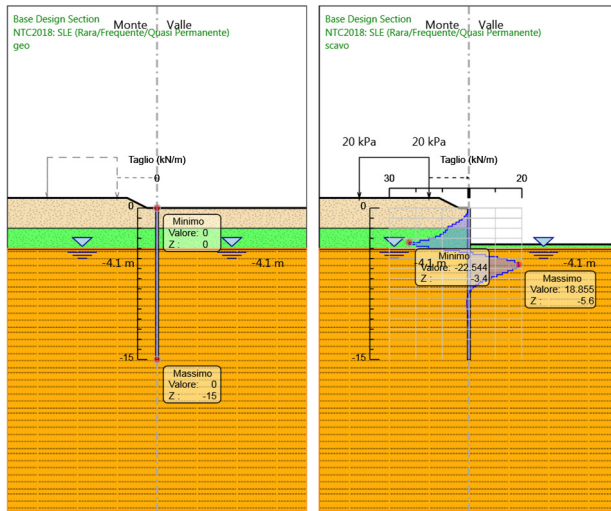 Base Design Section
NTC2018: SLE (Rara/Frequente/Quasi Permanente)
geo
Monte Valle
Taglio (kN/m)
0
0
Minimo
Valore: 0
Z : 0
-4.1 m
-4.1 m
-15
Massimo
Valore: 0
Z : -15
Base Design Section
NTC2018: SLE (Rara/Frequente/Quasi Permanente)
scavo
Monte Valle
20 kPa 20 kPa
Taglio (kN/m)
30 20
0
Minimo
Valore: -22.544
Z : -3.4
-4.1 m
-4.1 m
Massimo
Valore: 18.855
Z : -5.6
-15